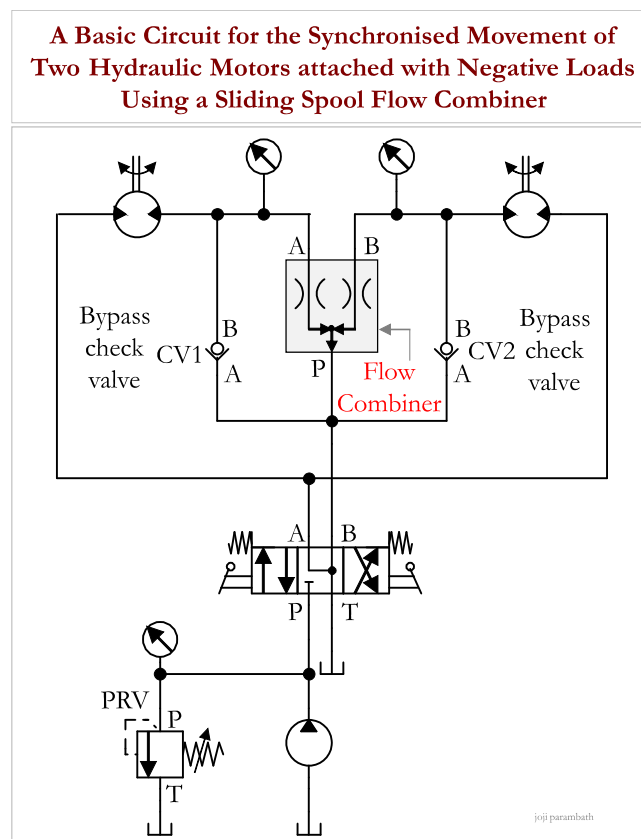 A Basic Circuit for the Synchronised Movement of
Two Hydraulic Motors attached with Negative Loads
Using a Sliding Spool Flow Combiner
A B
Bypass
check
valve
B
CV1
A
P
Flow
Combiner
B
CV2
A
Bypass
check
valve
A B
P T
PRV
P
T
joji parambath